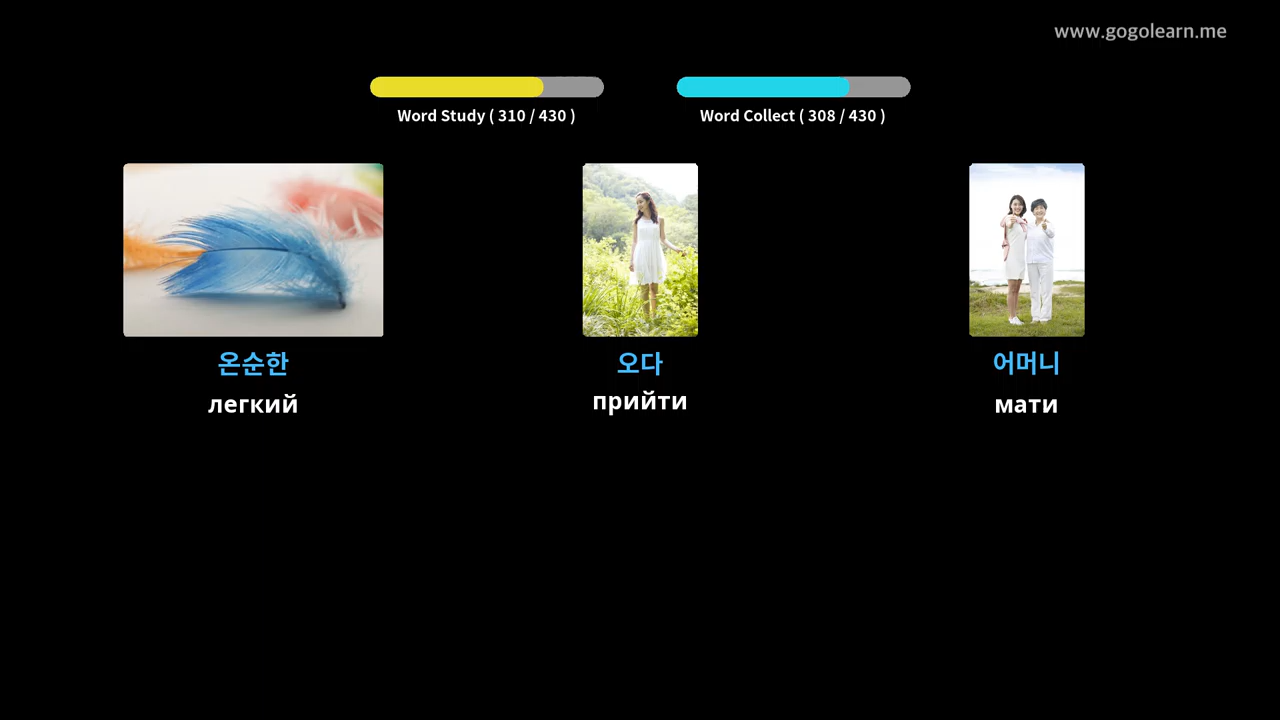 www.gogolearn.me
Word Study ( 310 / 430 )
Word Collect ( 308 / 430 )
온순한
легкий
오다
прийти
어머니
мати